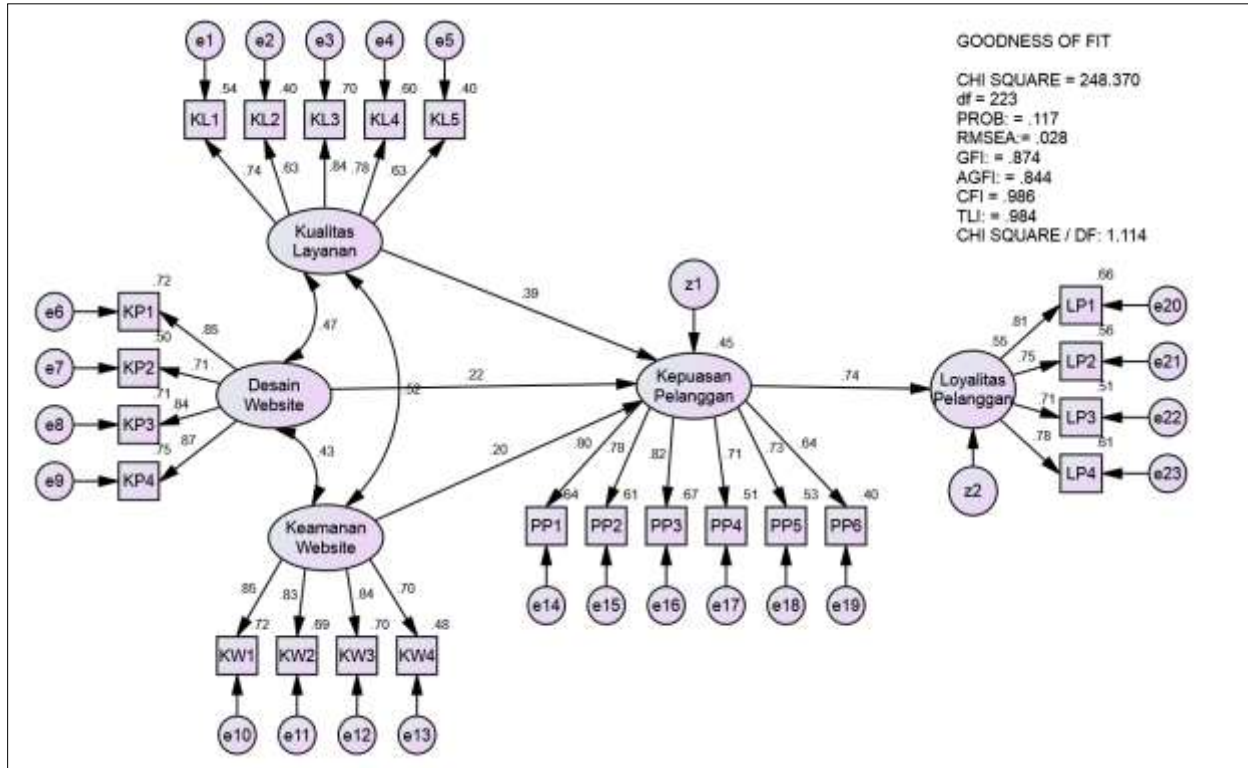 GOODNESS OF FIT
CHI SQUARE = 248.370
df = 223
PROB: = .117
RMSEA:= .028
GFI: = .874
AGFI: = .844
CFI = .986
TLI: = .984
CHI SQUARE / DF: 1.114
e1 e2 e3 e4 e5
.54 .40 .70 .60 .40
KL1 KL2 KL3 KL4 KL5
.74 .63 .84 .78 .63
Kualitas
Layanan
.47
.52
.39
e6 KP1 .72 .85
e7 KP2 .50 .71
e8 KP3 .71 .84
e9 KP4 .75 .87
Desain
Website
.22
.43
Keamanan
Website
.20
.85 .83 .84 .70
.72 .69 .70 .48
KW1 KW2 KW3 KW4
e10 e11 e12 e13
z1
.45
Kepuasan
Pelanggan
.74
.80 .78 .82 .71 .73 .64
.64 .61 .67 .51 .53 .40
PP1 PP2 PP3 PP4 PP5 PP6
e14 e15 e16 e17 e18 e19
.55
Loyalitas
Pelanggan
z2
.81 LP1 .66 e20
.75 LP2 .56 e21
.71 LP3 .51 e22
.78 LP4 .61 e23